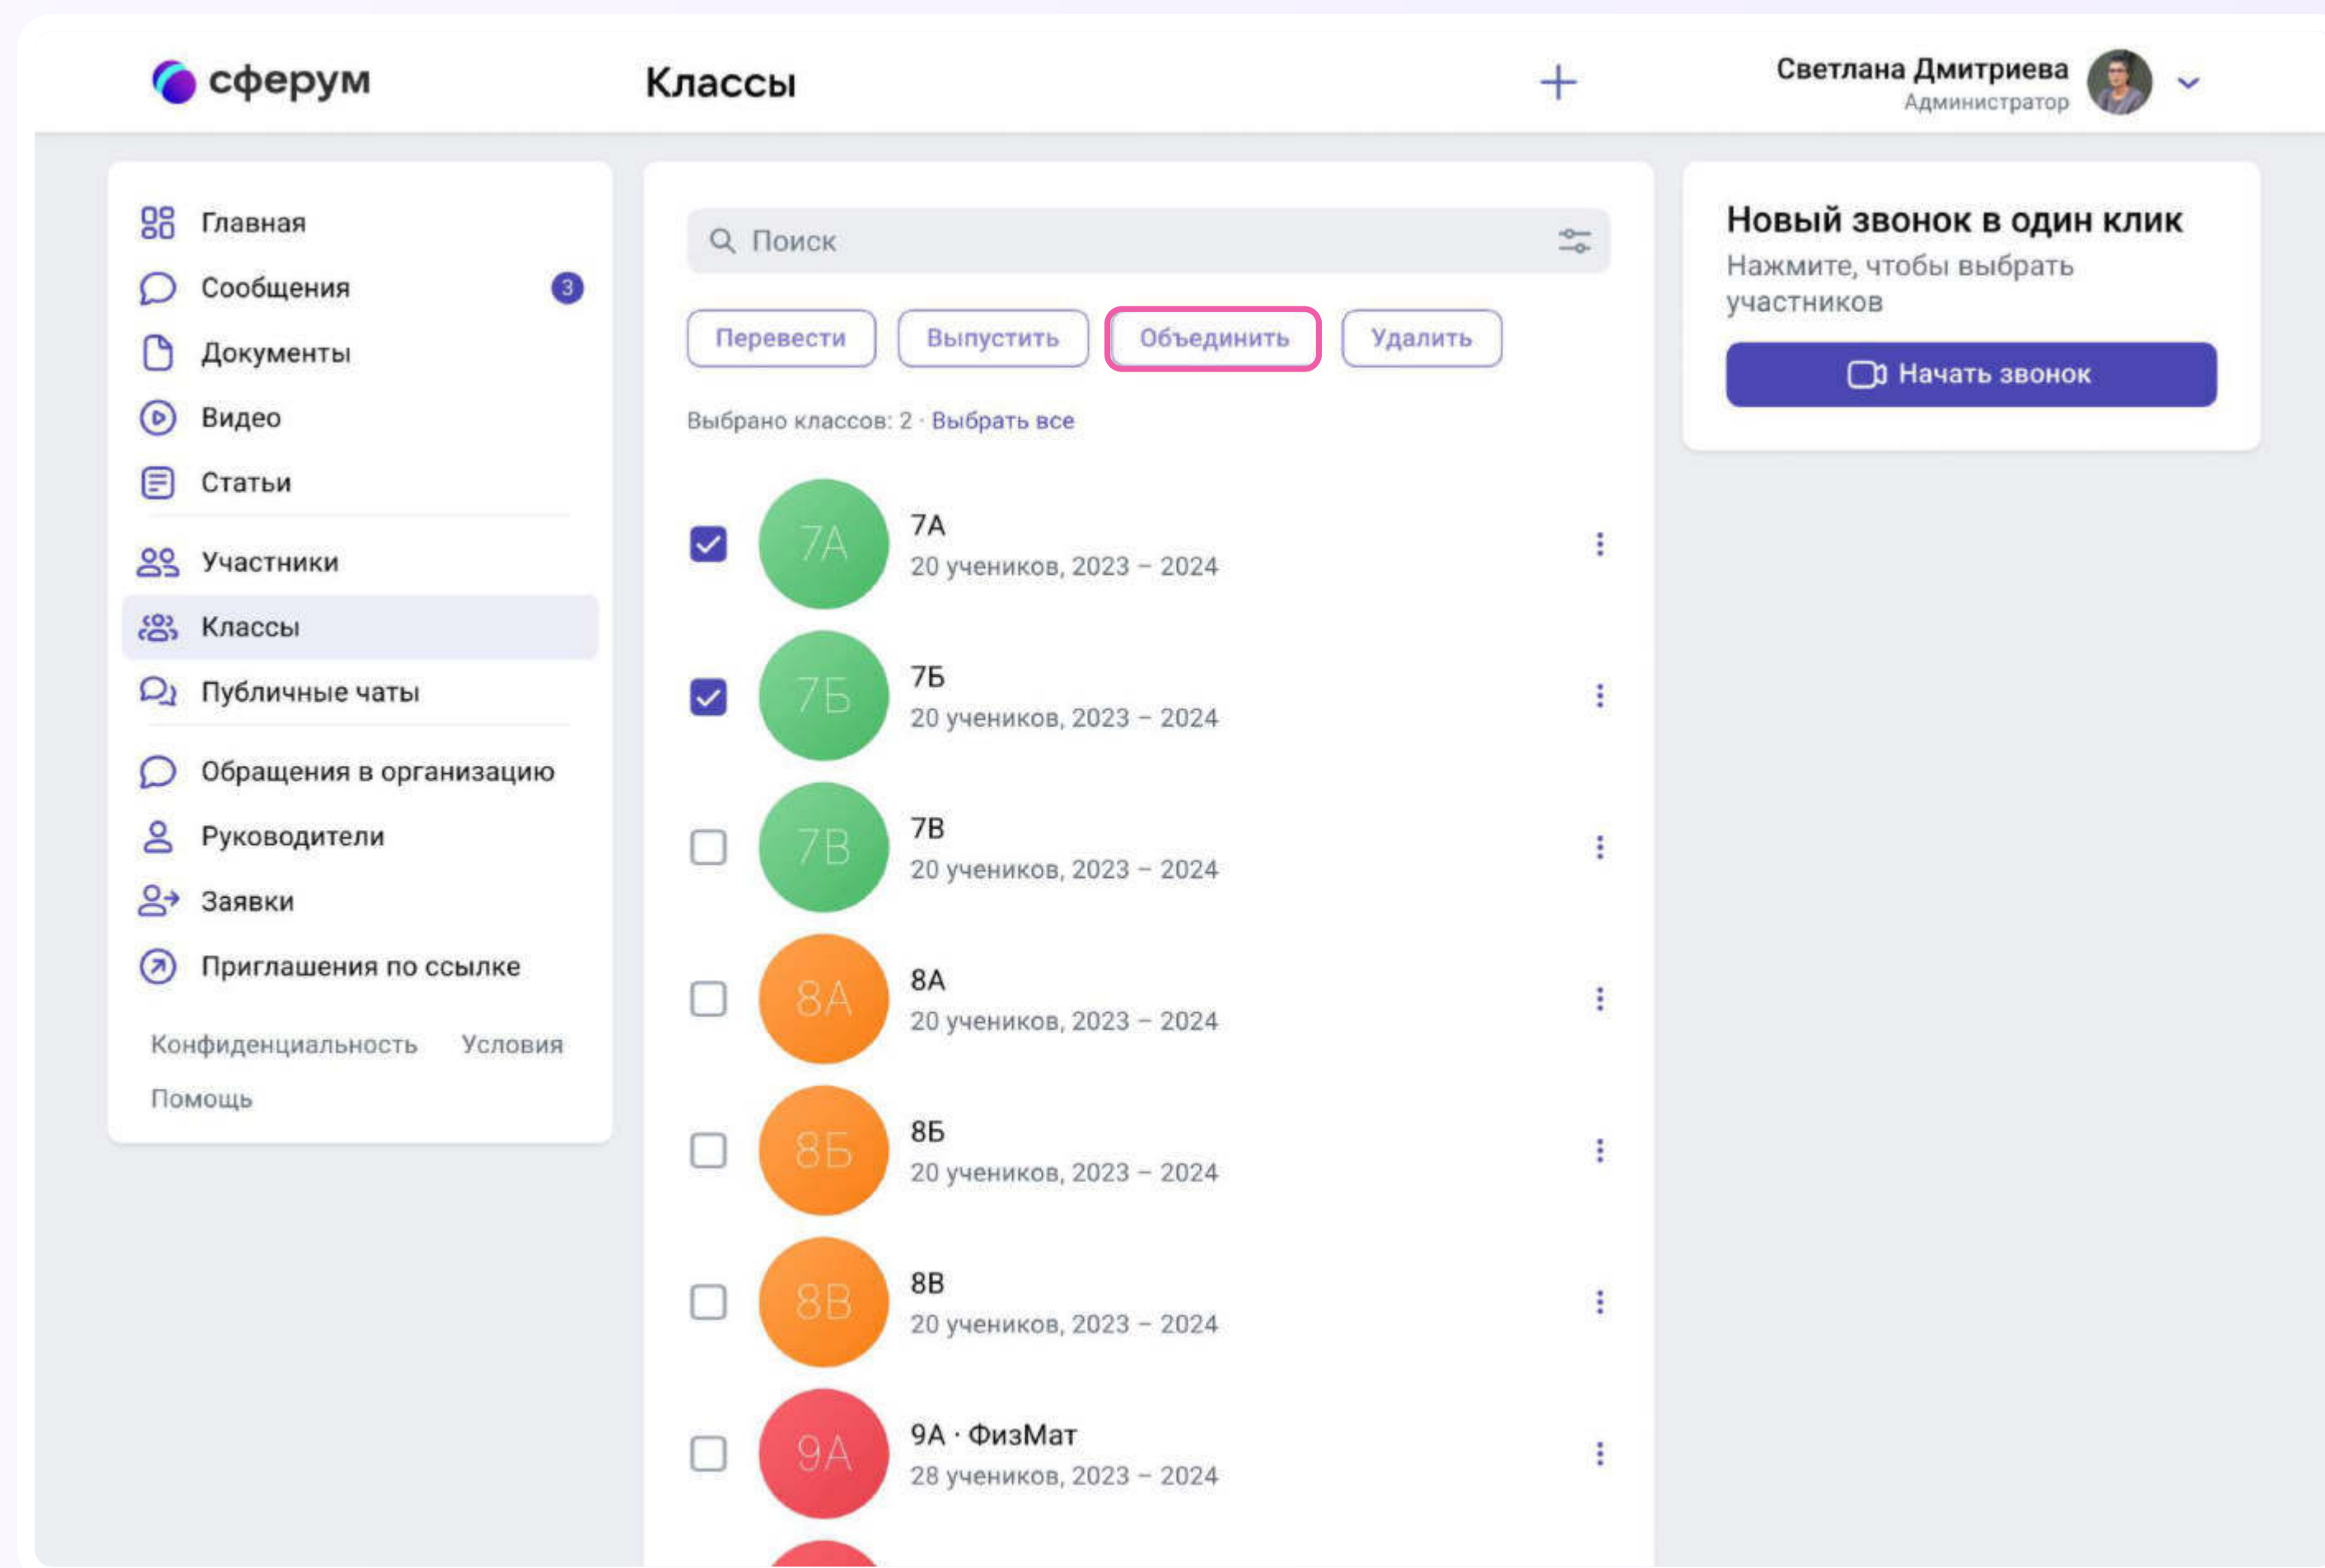 сферум
Классы
Светлана Дмитриева
Администратор
Главная
Сообщения
3
Документы
Видео
Статьи
Участники
Классы
Публичные чаты
Обращения в организацию
Руководители
Заявки
Приглашения по ссылке
Конфиденциальность Условия
Помощь
Поиск
Перевести Выпустить Объединить Удалить
Выбрано классов: 2 · Выбрать все
7А
7А
20 учеников, 2023 – 2024
7Б
7Б
20 учеников, 2023 – 2024
7В
7В
20 учеников, 2023 – 2024
8А
8А
20 учеников, 2023 – 2024
8Б
8Б
20 учеников, 2023 – 2024
8В
8В
20 учеников, 2023 – 2024
9А
9А · ФизМат
28 учеников, 2023 – 2024
Новый звонок в один клик
Нажмите, чтобы выбрать
участников
Начать звонок